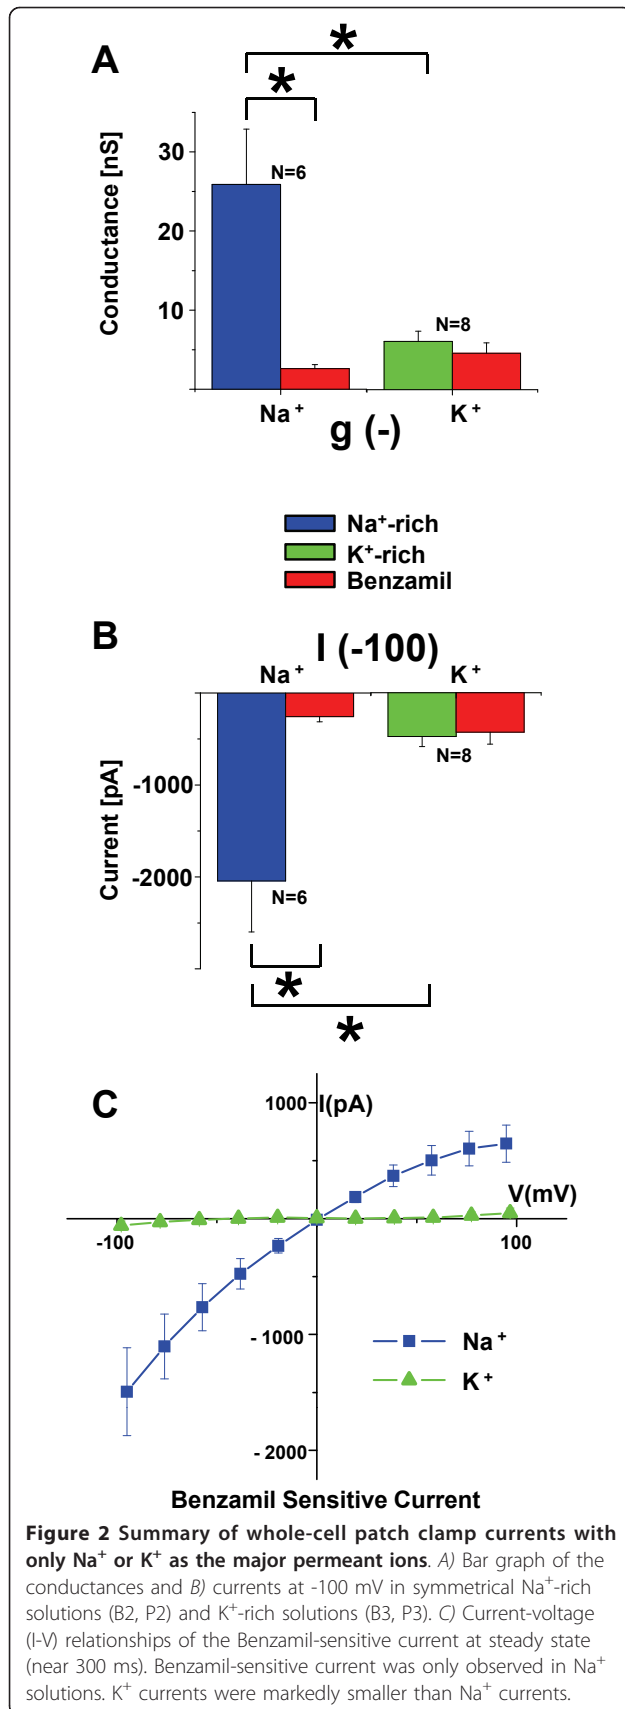 A
*
*
Conductance [nS]
30
20
10
N=6
N=8
Na⁺
K⁺
g (-)
Na⁺-rich
K⁺-rich
Benzamil
B
I (-100)
Na⁺
K⁺
Current [pA]
-1000
-2000
N=8
N=6
*
*
C
1000
I(pA)
V(mV)
-100
100
-1000
-2000
Na⁺
K⁺
Benzamil Sensitive Current
Figure 2 Summary of whole-cell patch clamp currents with
only Na⁺ or K⁺ as the major permeant ions. A) Bar graph of the
conductances and B) currents at -100 mV in symmetrical Na⁺-rich
solutions (B2, P2) and K⁺-rich solutions (B3, P3). C) Current-voltage
(I-V) relationships of the Benzamil-sensitive current at steady state
(near 300 ms). Benzamil-sensitive current was only observed in Na⁺
solutions. K⁺ currents were markedly smaller than Na⁺ currents.